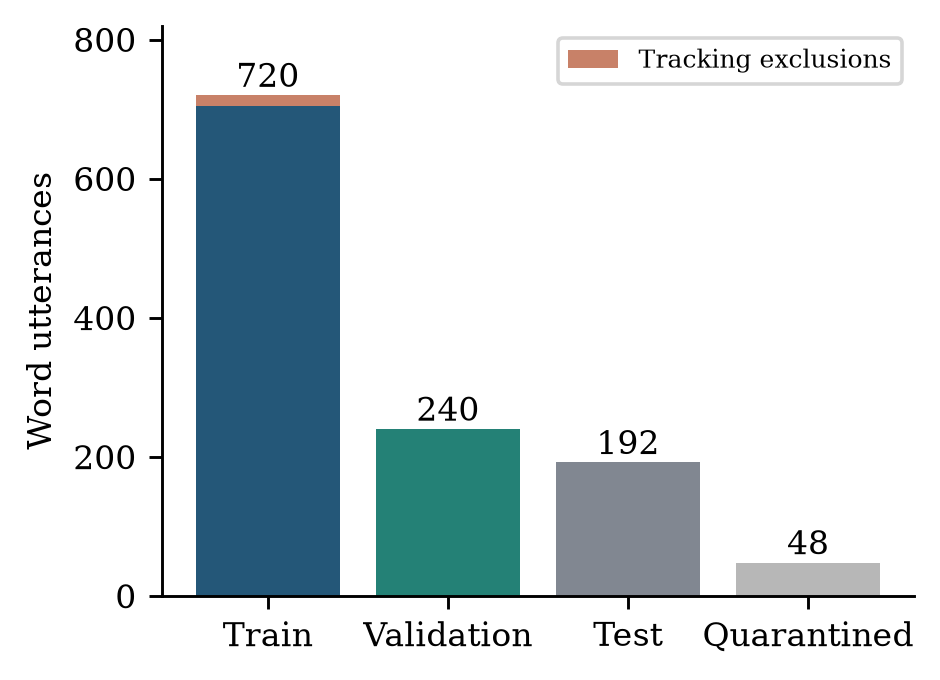 800
600
400
200
0
Word utterances
Tracking exclusions
720
240
192
48
Train
Validation
Test
Quarantined